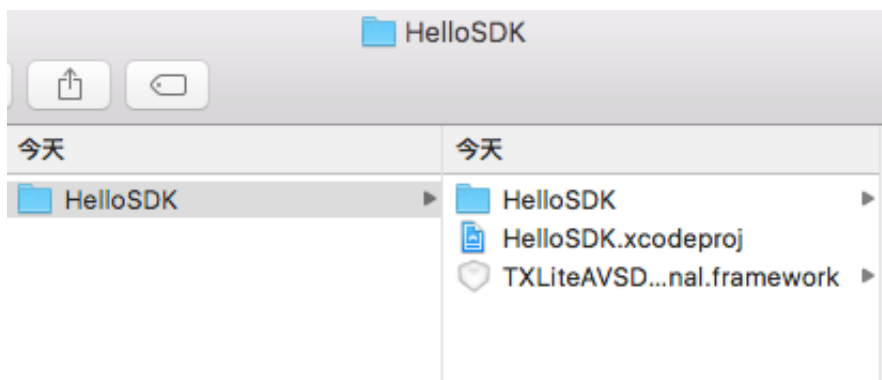 HelloSDK
今天
今天
HelloSDK
HelloSDK
HelloSDK.xcodeproj
TXLiteAVSD...nal.framework